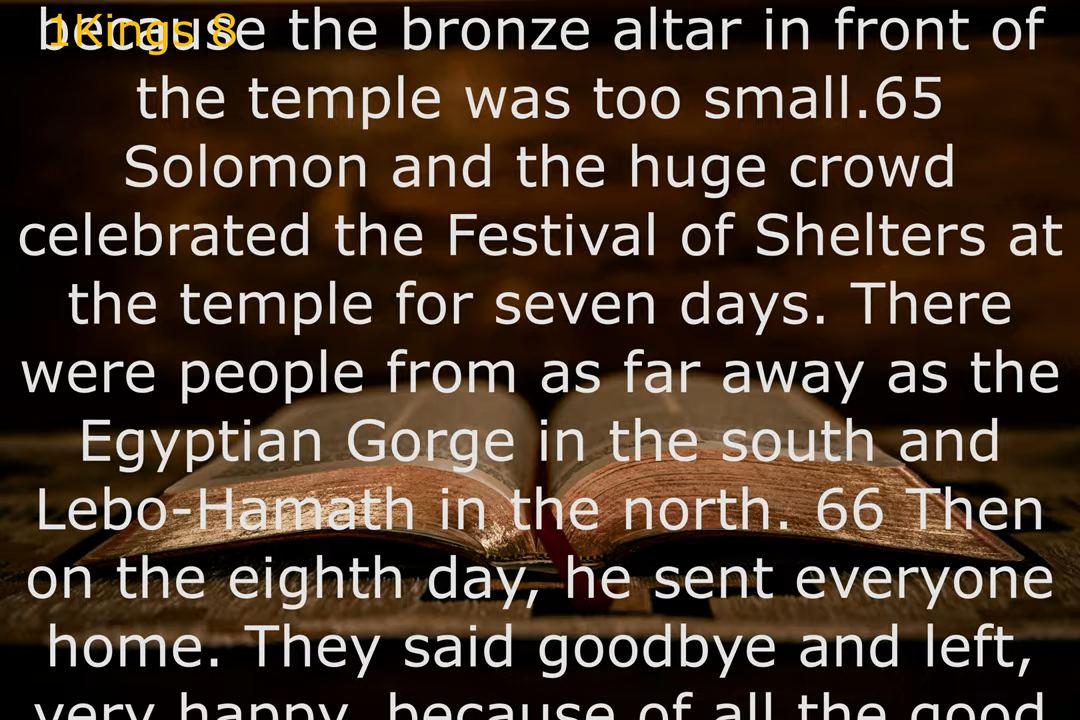 1Kings 8
because the bronze altar in front of
the temple was too small.65
Solomon and the huge crowd
celebrated the Festival of Shelters at
the temple for seven days. There
were people from as far away as the
Egyptian Gorge in the south and
Lebo-Hamath in the north. 66 Then
on the eighth day, he sent everyone
home. They said goodbye and left,
very happy, because of all the good